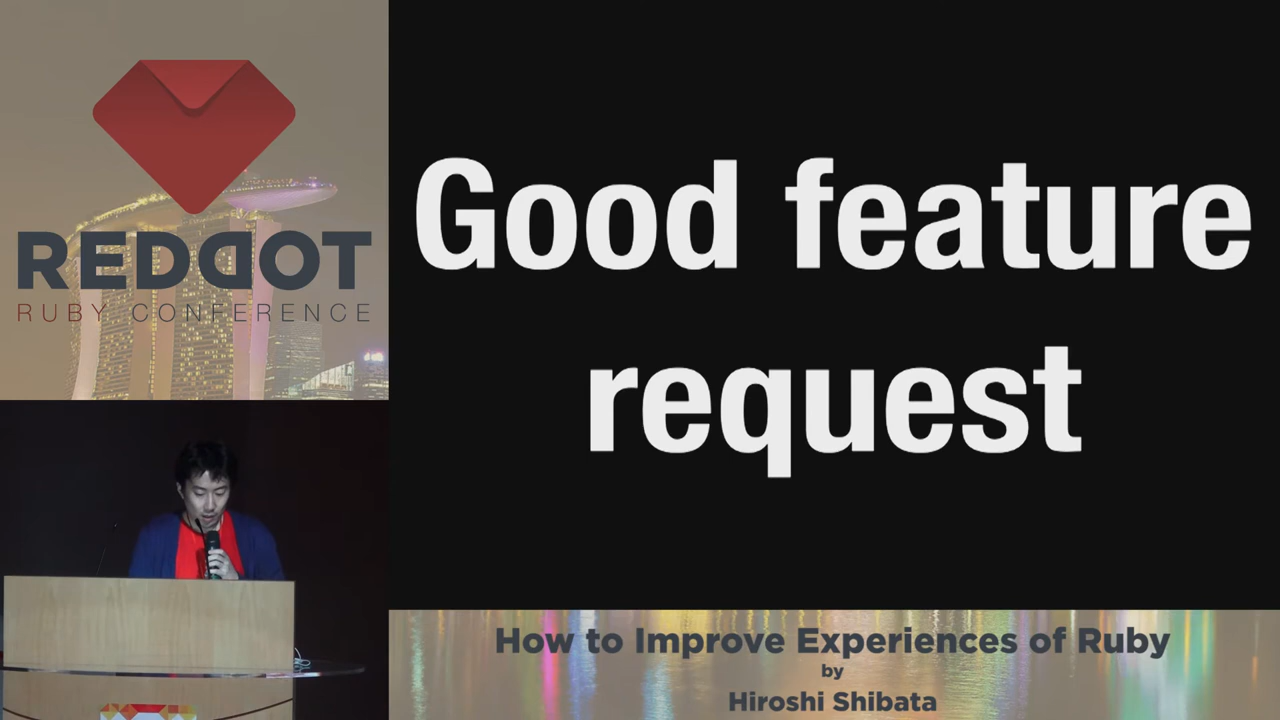 REDDOT
RUBY CONFERENCE
Good feature
request
How to Improve Experiences of Ruby
by
Hiroshi Shibata